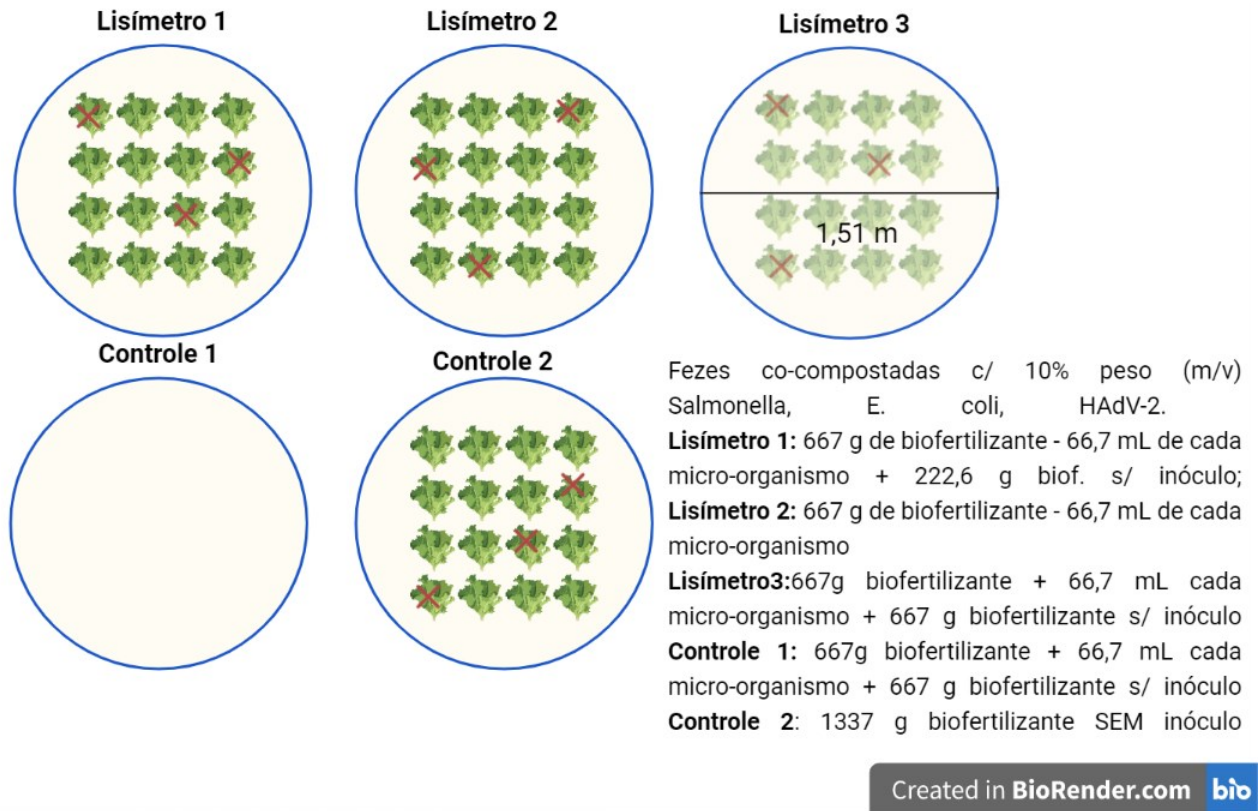 Lisímetro 1
Lisímetro 2
Lisímetro 3
1,51 m
Controle 1
Controle 2
Fezes co-compostadas c/ 10% peso (m/v)
Salmonella, E. coli, HAdV-2.
Lisímetro 1: 667 g de biofertilizante - 66,7 mL de cada
micro-organismo + 222,6 g biof. s/ inóculo;
Lisímetro 2: 667 g de biofertilizante - 66,7 mL de cada
micro-organismo
Lisímetro3:667g biofertilizante + 66,7 mL cada
micro-organismo + 667 g biofertilizante s/ inóculo
Controle 1: 667g biofertilizante + 66,7 mL cada
micro-organismo + 667 g biofertilizante s/ inóculo
Controle 2: 1337 g biofertilizante SEM inóculo
Created in BioRender.com bio